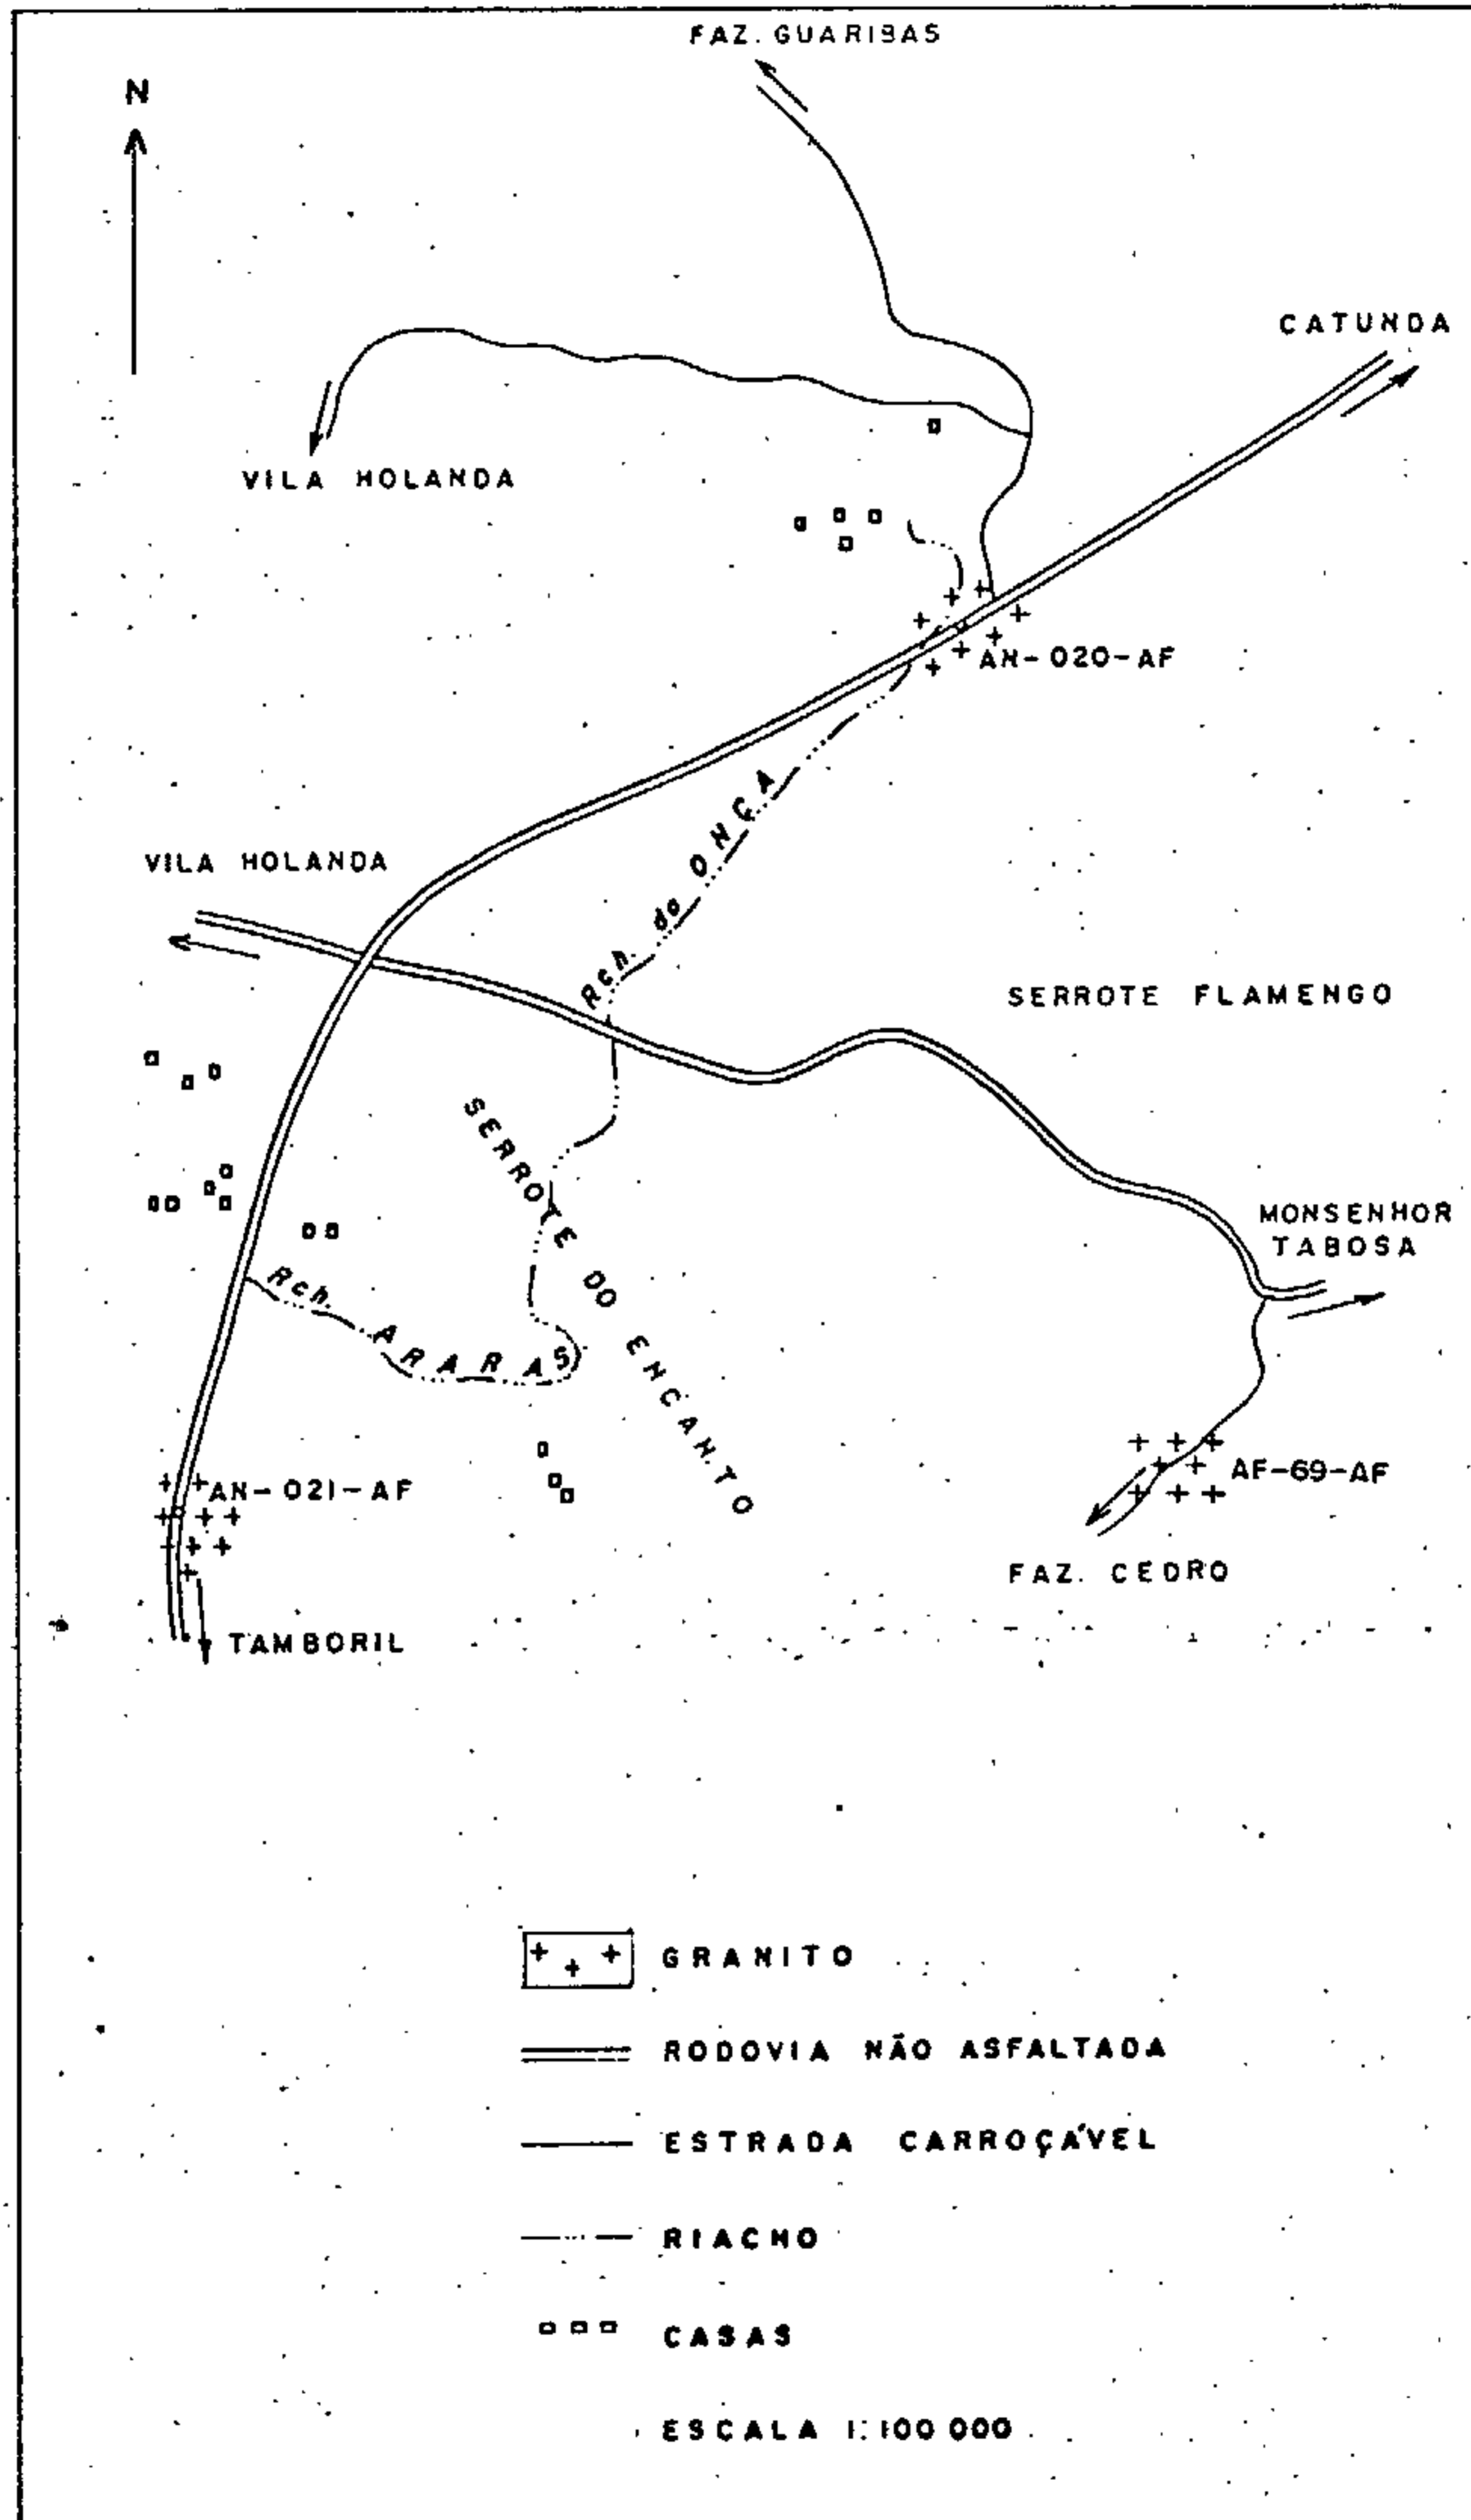 FAZ. GUARIBAS
N
CATUNDA
VILA HOLANDA
AN-020-AF
Rch. do ONÇA
VILA HOLANDA
SERROTE FLAMENGO
SERROTE DO ENCANTO
MONSENHOR
TABOSA
Rch. ARARAS
AN-021-AF
AF-69-AF
FAZ. CEDRO
TAMBORIL
GRANITO
RODOVIA NÃO ASFALTADA
ESTRADA CARROÇÁVEL
RIACHO
CASAS
ESCALA 1:100 000